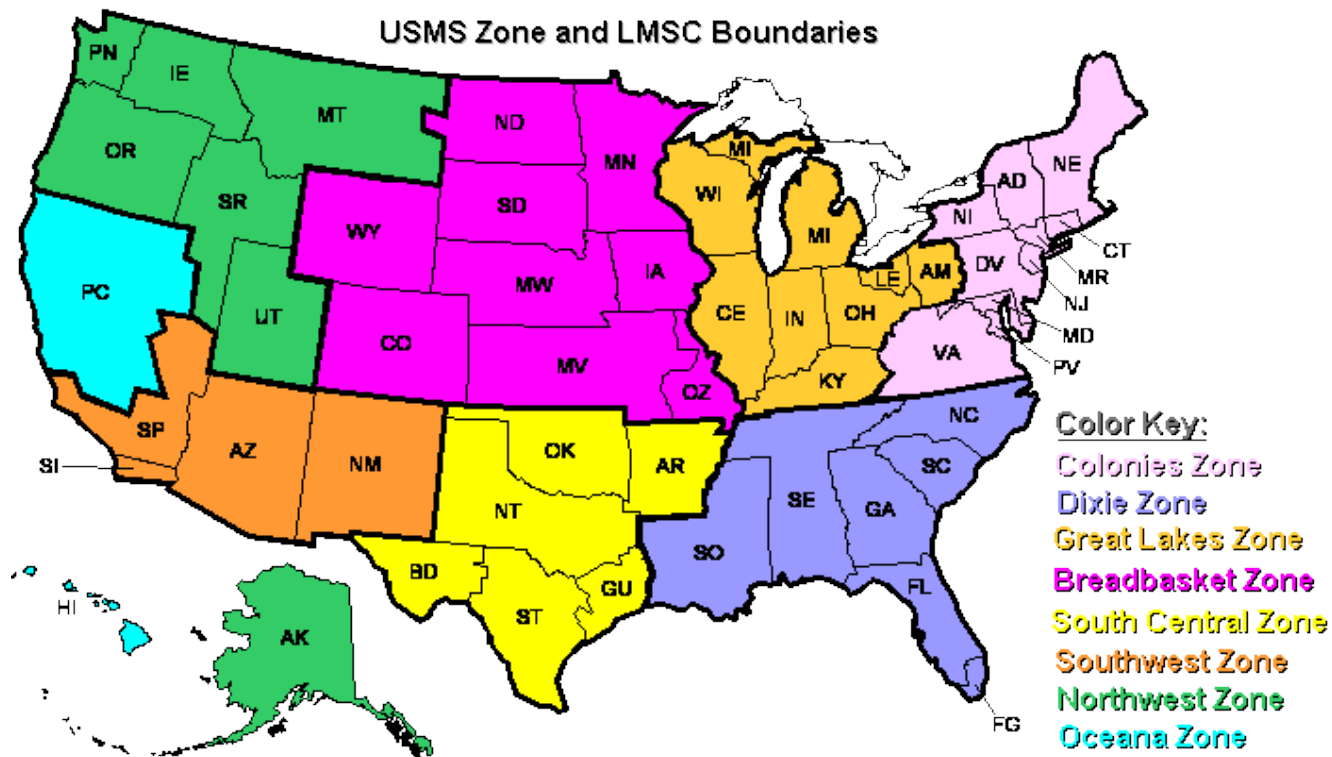 USMS Zone and LMSC Boundaries
PN
IE
MT
ND
MN
OR
SR
WY
SD
MI
WI
MI
NE
AD
NI
CT
MR
NJ
MD
PV
DV
PC
UT
CO
MW
IA
MV
OZ
CE
IN
OH
LE
AM
KY
VA
SP
SI
AZ
NM
OK
AR
NT
BD
ST
GU
SO
SE
GA
SC
NC
FL
FG
HI
AK
Color Key:
Colonies Zone
Dixie Zone
Great Lakes Zone
Breadbasket Zone
South Central Zone
Southwest Zone
Northwest Zone
Oceana Zone